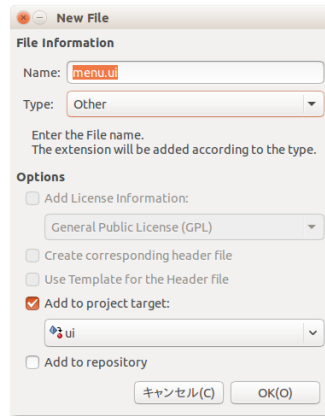 New File
File Information
Name: menu.ui
Type: Other
Enter the File name.
The extension will be added according to the type.
Options
Add License Information:
General Public License (GPL)
Create corresponding header file
Use Template for the Header file
Add to project target:
ui
Add to repository
キャンセル(C) OK(O)